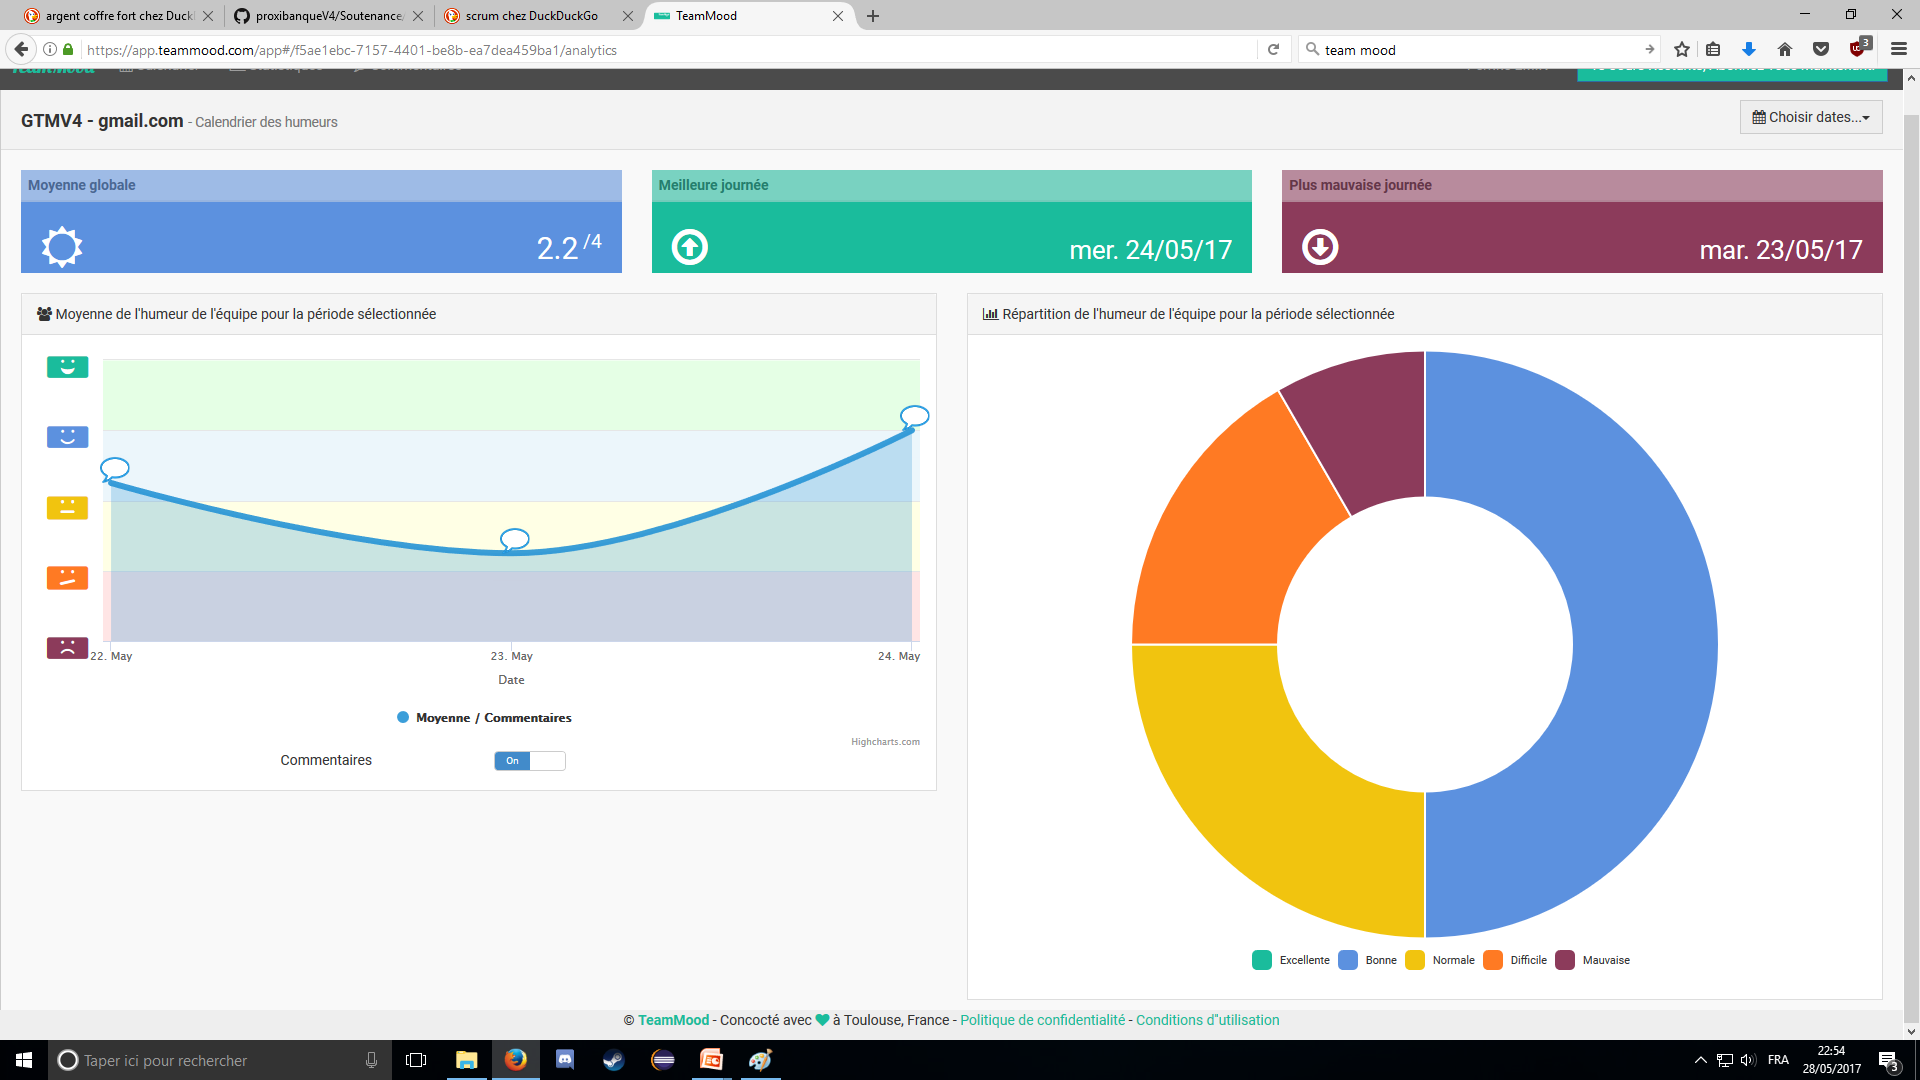 argent coffre fort chez Duck
proxibanqueV4/Soutenance
scrum chez DuckDuckGo
TeamMood
https://app.teammood.com/app#/f5ae1ebc-7157-4401-be8b-ea7dea459ba1/analytics
team mood
3
TeamMood
GTMV4 - gmail.com - Calendrier des humeurs
Choisir dates...
Moyenne globale
2.2 /4
Meilleure journée
mer. 24/05/17
Plus mauvaise journée
mar. 23/05/17
Moyenne de l'humeur de l'équipe pour la période sélectionnée
22. May
23. May
24. May
Date
Moyenne / Commentaires
Highcharts.com
Commentaires
On
Répartition de l'humeur de l'équipe pour la période sélectionnée
Excellente
Bonne
Normale
Difficile
Mauvaise
© TeamMood - Concocté avec à Toulouse, France - Politique de confidentialité - Conditions d''utilisation
Taper ici pour rechercher
FRA
22:54
28/05/2017
3